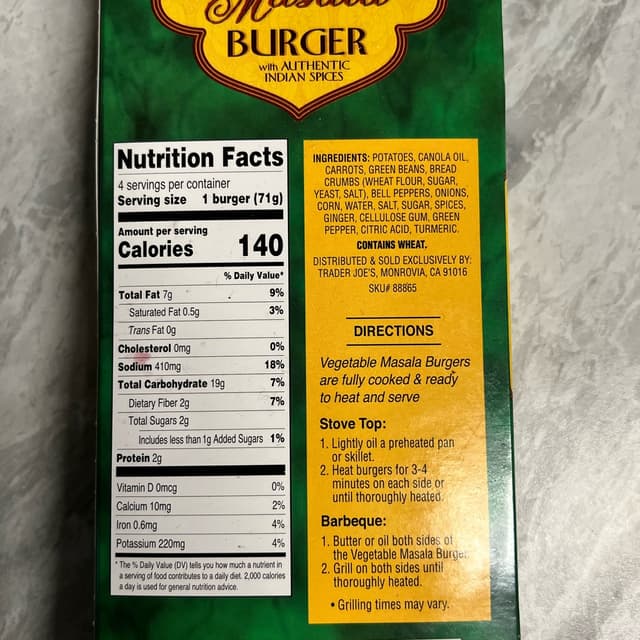 Masala
BURGER
with AUTHENTIC
INDIAN SPICES
Nutrition Facts
4 servings per container
Serving size 1 burger (71g)
Amount per serving
Calories 140
% Daily Value*
Total Fat 7g 9%
Saturated Fat 0.5g 3%
Trans Fat 0g
Cholesterol 0mg 0%
Sodium 410mg 18%
Total Carbohydrate 19g 7%
Dietary Fiber 2g 7%
Total Sugars 2g
Includes less than 1g Added Sugars 1%
Protein 2g
Vitamin D 0mcg 0%
Calcium 10mg 2%
Iron 0.6mg 4%
Potassium 220mg 4%
* The % Daily Value (DV) tells you how much a nutrient in
a serving of food contributes to a daily diet. 2,000 calories
a day is used for general nutrition advice.
INGREDIENTS: POTATOES, CANOLA OIL,
CARROTS, GREEN BEANS, BREAD
CRUMBS (WHEAT FLOUR, SUGAR,
YEAST, SALT), BELL PEPPERS, ONIONS,
CORN, WATER, SALT, SUGAR, SPICES,
GINGER, CELLULOSE GUM, GREEN
PEPPER, CITRIC ACID, TURMERIC.
CONTAINS WHEAT.
DISTRIBUTED & SOLD EXCLUSIVELY BY:
TRADER JOE'S, MONROVIA, CA 91016
SKU# 88865
DIRECTIONS
Vegetable Masala Burgers
are fully cooked & ready
to heat and serve
Stove Top:
1. Lightly oil a preheated pan
or skillet.
2. Heat burgers for 3-4
minutes on each side or
until thoroughly heated.
Barbeque:
1. Butter or oil both sides of
the Vegetable Masala Burger.
2. Grill on both sides until
thoroughly heated.
• Grilling times may vary.